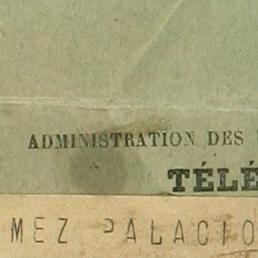 ADMINISTRATION DES
TÉLÉ
MEZ PALACIO